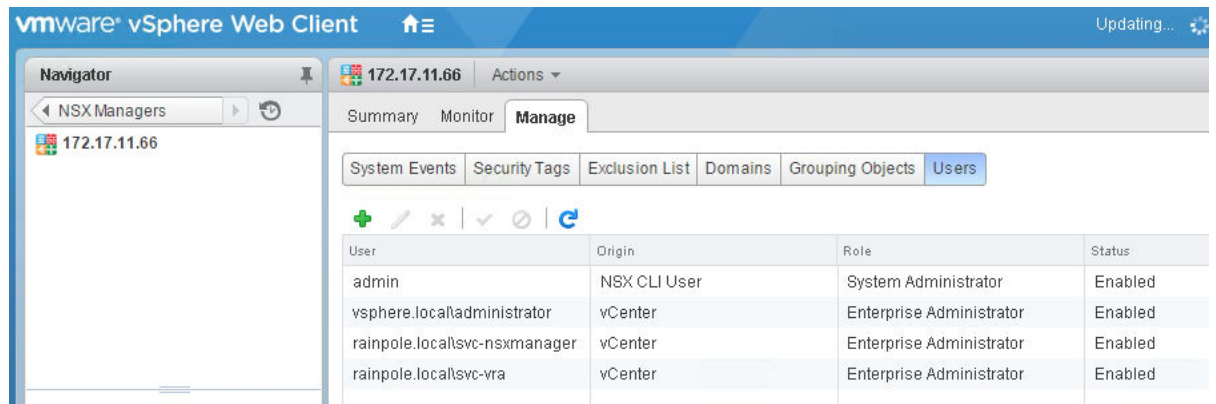 vmware® vSphere Web Client Updating...
Navigator
NSX Managers
172.17.11.66
172.17.11.66 Actions
Summary Monitor Manage
System Events Security Tags Exclusion List Domains Grouping Objects Users
User Origin Role Status
admin NSX CLI User System Administrator Enabled
vsphere.local\administrator vCenter Enterprise Administrator Enabled
rainpole.local\svc-nsxmanager vCenter Enterprise Administrator Enabled
rainpole.local\svc-vra vCenter Enterprise Administrator Enabled